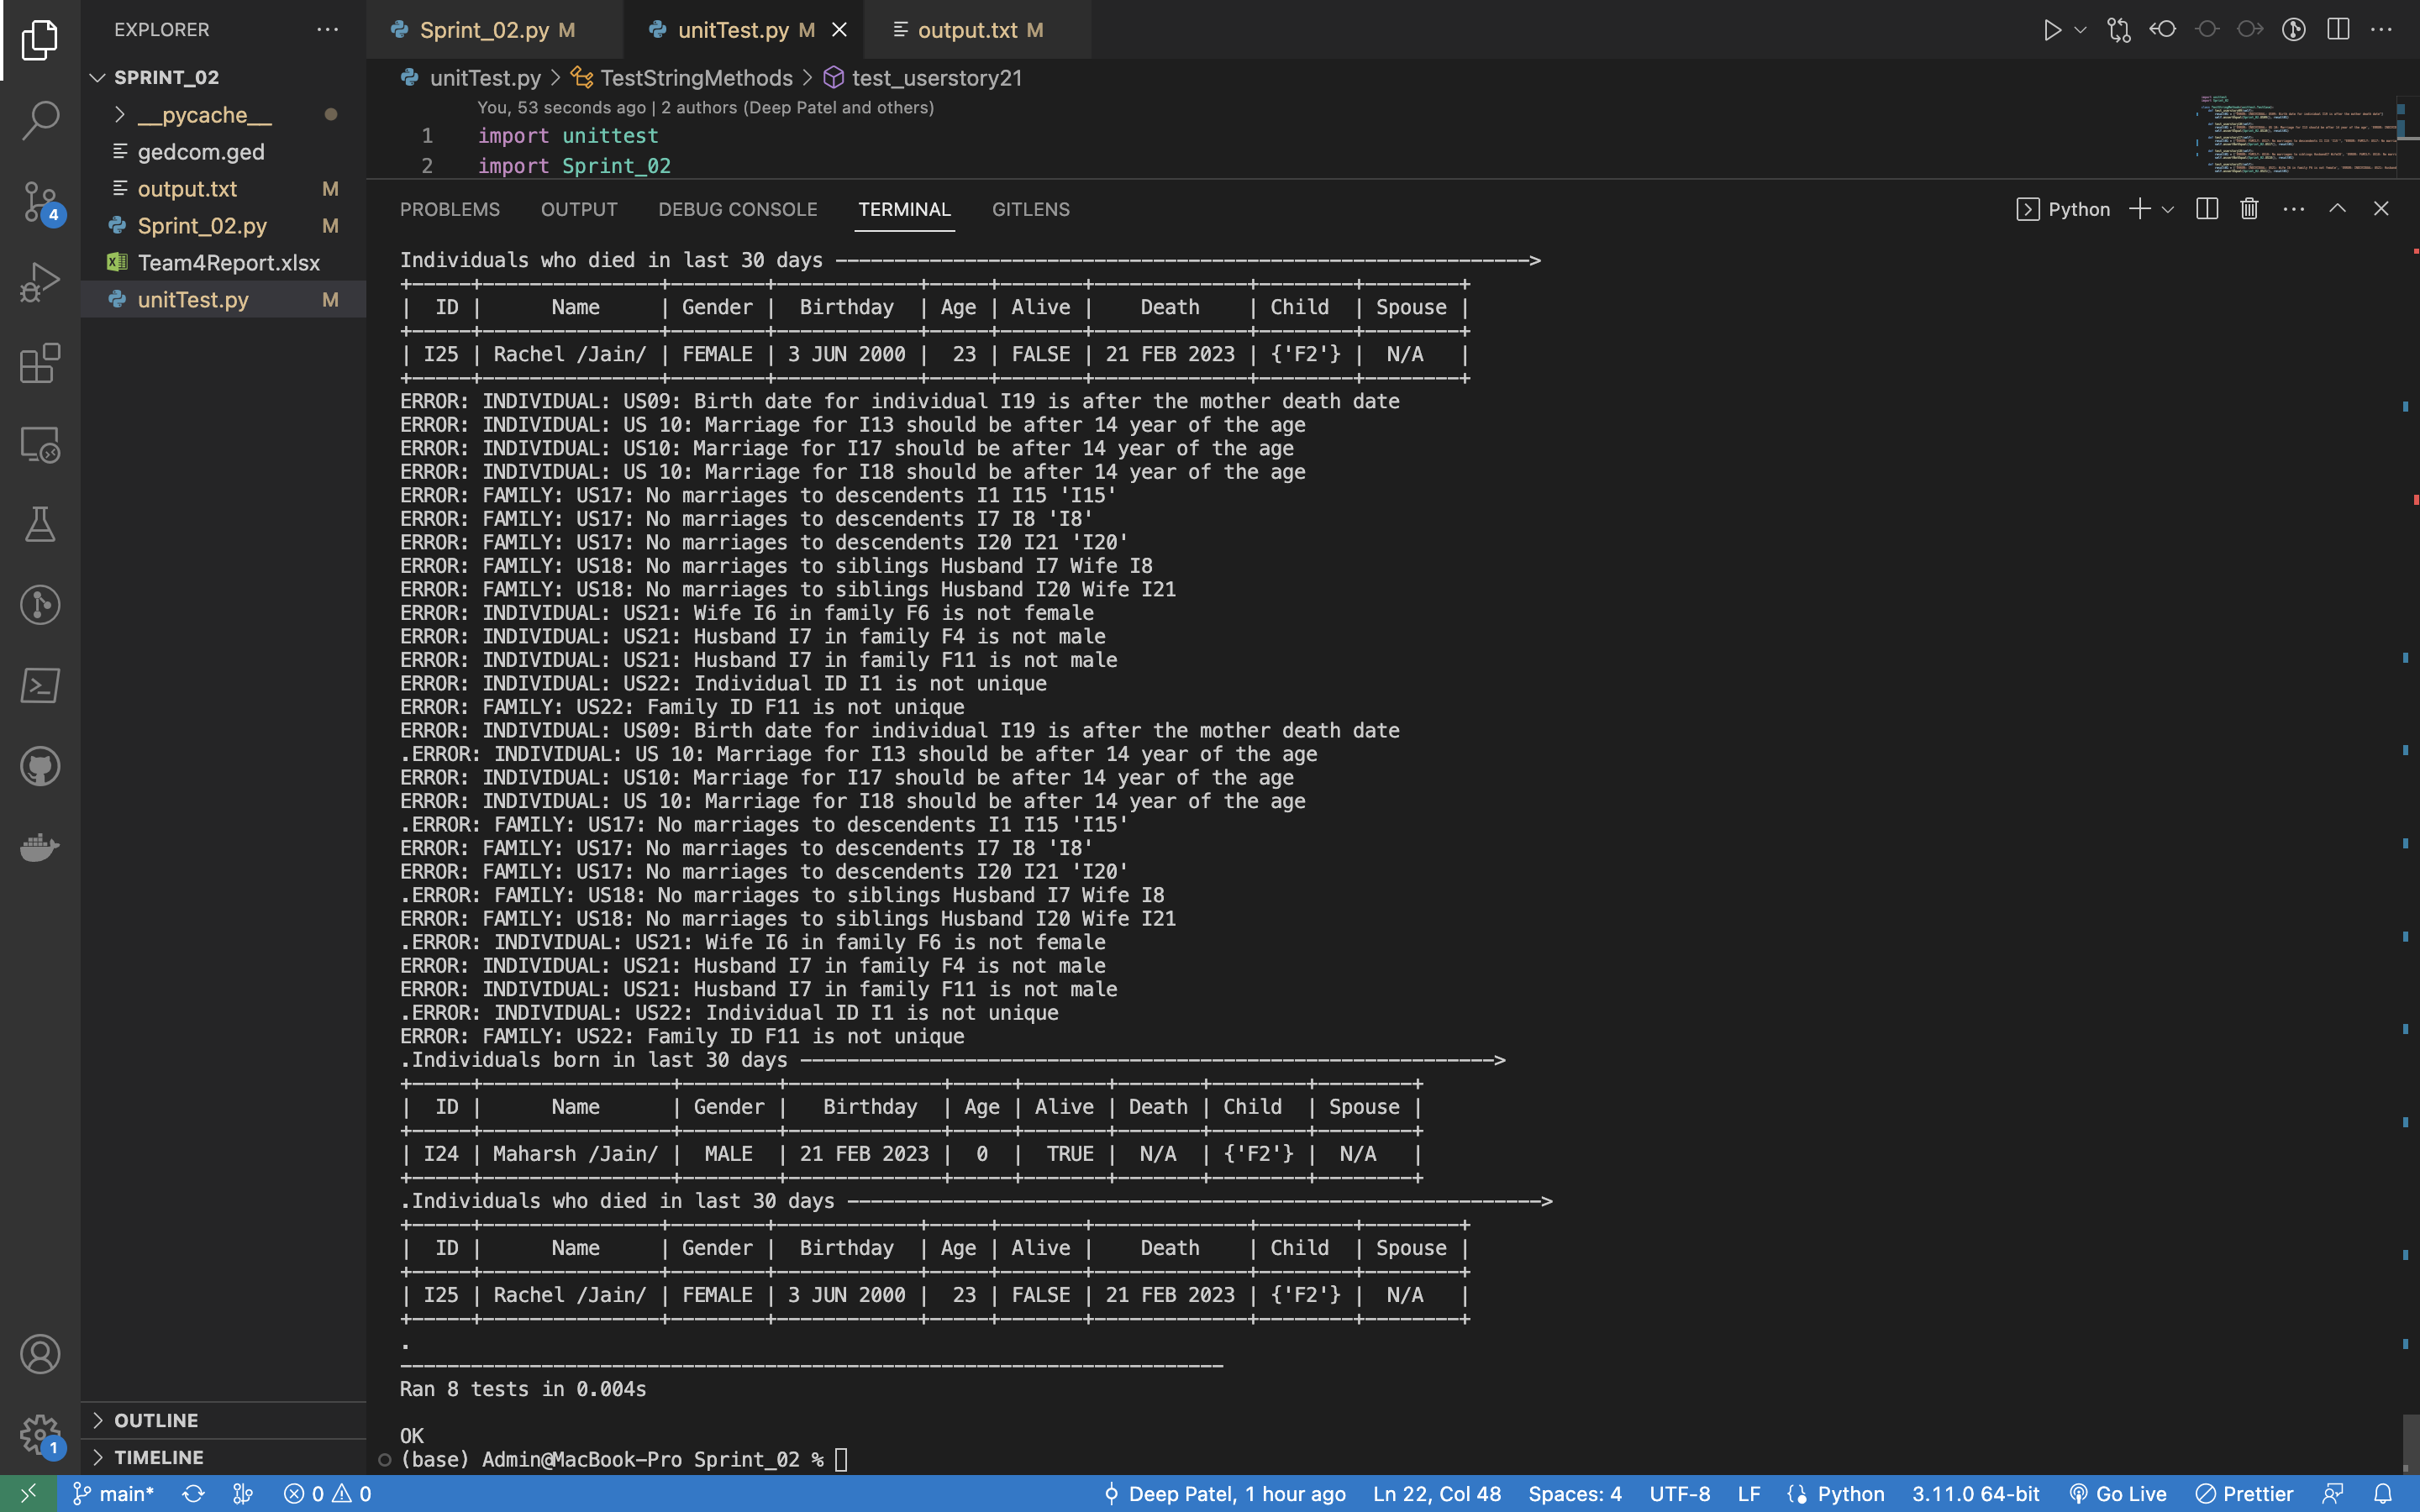 EXPLORER
SPRINT_02
__pycache__
gedcom.ged
output.txt M
Sprint_02.py M
Team4Report.xlsx
unitTest.py M
OUTLINE
TIMELINE
4
1
Sprint_02.py M
unitTest.py M
output.txt M
unitTest.py > TestStringMethods > test_userstory21
You, 53 seconds ago | 2 authors (Deep Patel and others)
1 import unittest
2 import Sprint_02
PROBLEMS OUTPUT DEBUG CONSOLE TERMINAL GITLENS
Python
Individuals who died in last 30 days ----------------------------------------------------------->
+-----+---------------+--------+------------+-----+-------+-------------+--------+--------+
| ID | Name | Gender | Birthday | Age | Alive | Death | Child | Spouse |
+-----+---------------+--------+------------+-----+-------+-------------+--------+--------+
| I25 | Rachel /Jain/ | FEMALE | 3 JUN 2000 | 23 | FALSE | 21 FEB 2023 | {'F2'} | N/A |
+-----+---------------+--------+------------+-----+-------+-------------+--------+--------+
ERROR: INDIVIDUAL: US09: Birth date for individual I19 is after the mother death date
ERROR: INDIVIDUAL: US 10: Marriage for I13 should be after 14 year of the age
ERROR: INDIVIDUAL: US10: Marriage for I17 should be after 14 year of the age
ERROR: INDIVIDUAL: US 10: Marriage for I18 should be after 14 year of the age
ERROR: FAMILY: US17: No marriages to descendents I1 I15 'I15'
ERROR: FAMILY: US17: No marriages to descendents I7 I8 'I8'
ERROR: FAMILY: US17: No marriages to descendents I20 I21 'I20'
ERROR: FAMILY: US18: No marriages to siblings Husband I7 Wife I8
ERROR: FAMILY: US18: No marriages to siblings Husband I20 Wife I21
ERROR: INDIVIDUAL: US21: Wife I6 in family F6 is not female
ERROR: INDIVIDUAL: US21: Husband I7 in family F4 is not male
ERROR: INDIVIDUAL: US21: Husband I7 in family F11 is not male
ERROR: INDIVIDUAL: US22: Individual ID I1 is not unique
ERROR: FAMILY: US22: Family ID F11 is not unique
ERROR: INDIVIDUAL: US09: Birth date for individual I19 is after the mother death date
.ERROR: INDIVIDUAL: US 10: Marriage for I13 should be after 14 year of the age
ERROR: INDIVIDUAL: US10: Marriage for I17 should be after 14 year of the age
ERROR: INDIVIDUAL: US 10: Marriage for I18 should be after 14 year of the age
.ERROR: FAMILY: US17: No marriages to descendents I1 I15 'I15'
ERROR: FAMILY: US17: No marriages to descendents I7 I8 'I8'
ERROR: FAMILY: US17: No marriages to descendents I20 I21 'I20'
.ERROR: FAMILY: US18: No marriages to siblings Husband I7 Wife I8
ERROR: FAMILY: US18: No marriages to siblings Husband I20 Wife I21
.ERROR: INDIVIDUAL: US21: Wife I6 in family F6 is not female
ERROR: INDIVIDUAL: US21: Husband I7 in family F4 is not male
ERROR: INDIVIDUAL: US21: Husband I7 in family F11 is not male
.ERROR: INDIVIDUAL: US22: Individual ID I1 is not unique
ERROR: FAMILY: US22: Family ID F11 is not unique
.Individuals born in last 30 days ----------------------------------------------------------->
+-----+----------------+--------+-------------+-----+-------+-------+--------+--------+
| ID | Name | Gender | Birthday | Age | Alive | Death | Child | Spouse |
+-----+----------------+--------+-------------+-----+-------+-------+--------+--------+
| I24 | Maharsh /Jain/ | MALE | 21 FEB 2023 | 0 | TRUE | N/A | {'F2'} | N/A |
+-----+----------------+--------+-------------+-----+-------+-------+--------+--------+
.Individuals who died in last 30 days ----------------------------------------------------------->
+-----+---------------+--------+------------+-----+-------+-------------+--------+--------+
| ID | Name | Gender | Birthday | Age | Alive | Death | Child | Spouse |
+-----+---------------+--------+------------+-----+-------+-------------+--------+--------+
| I25 | Rachel /Jain/ | FEMALE | 3 JUN 2000 | 23 | FALSE | 21 FEB 2023 | {'F2'} | N/A |
+-----+---------------+--------+------------+-----+-------+-------------+--------+--------+
.
----------------------------------------------------------------------
Ran 8 tests in 0.004s
OK
(base) Admin@MacBook-Pro Sprint_02 %
main* 0 0 Deep Patel, 1 hour ago Ln 22, Col 48 Spaces: 4 UTF-8 LF Python 3.11.0 64-bit Go Live Prettier